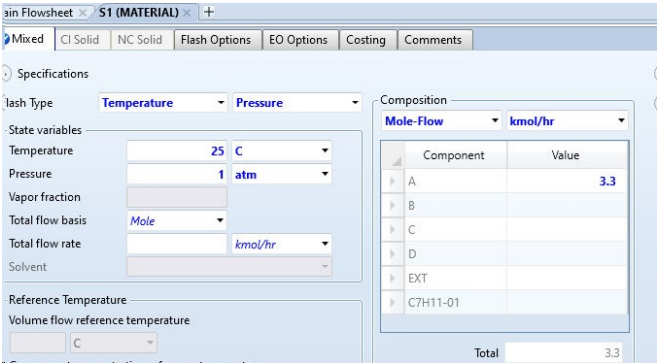 ain Flowsheet × S1 (MATERIAL) × +
Mixed CI Solid NC Solid Flash Options EO Options Costing Comments
Specifications
lash Type Temperature Pressure
Composition
Mole-Flow kmol/hr
State variables
Temperature 25 C
Pressure 1 atm
Vapor fraction
Total flow basis Mole
Total flow rate kmol/hr
Solvent
Component Value
A 3.3
B
C
D
EXT
C7H11-01
Total 3.3
Reference Temperature
Volume flow reference temperature
C